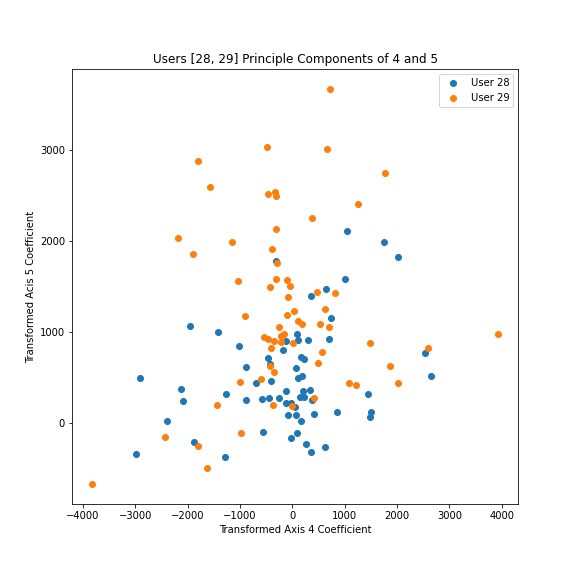 Users [28, 29] Principle Components of 4 and 5
User 28
User 29
3000
2000
1000
0
Transformed Acis 5 Coefficient
−4000 −3000 −2000 −1000 0 1000 2000 3000 4000
Transformed Axis 4 Coefficient